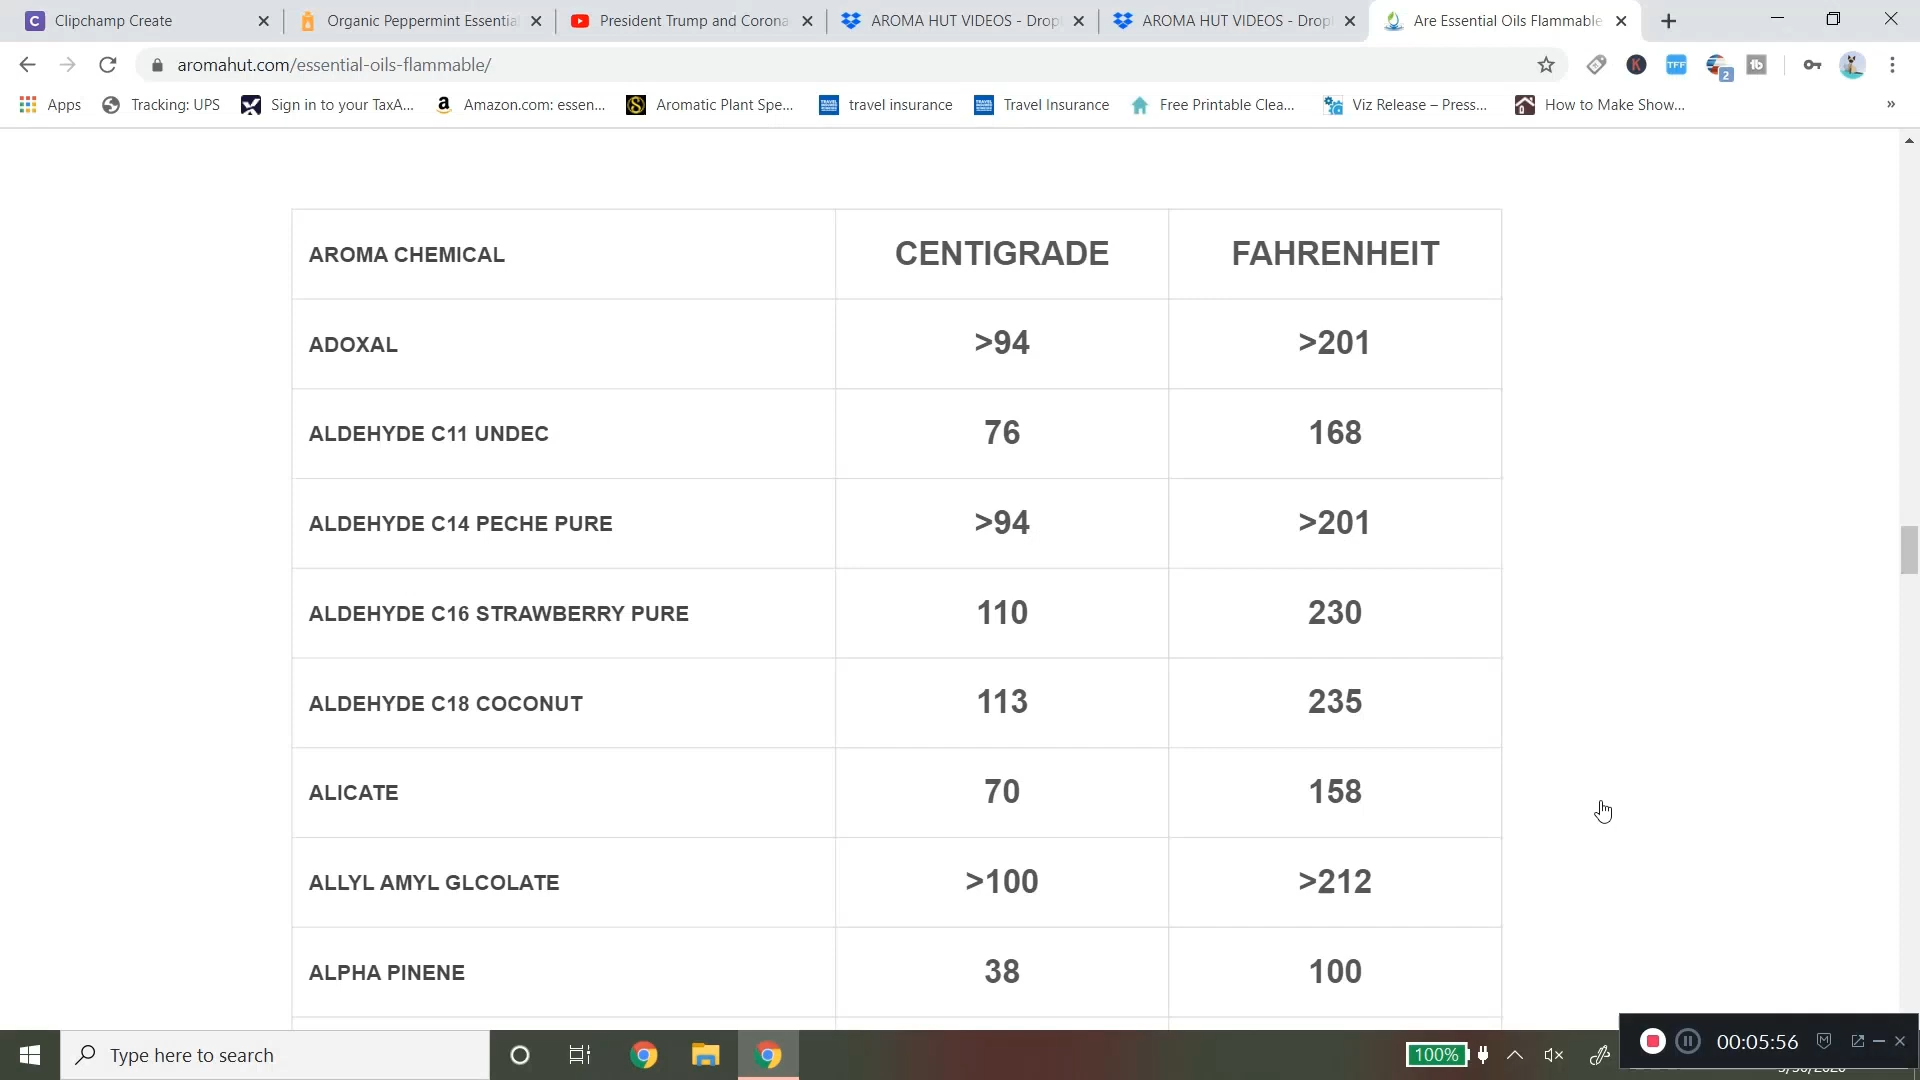 Clipchamp Create
Organic Peppermint Essentia
President Trump and Corona
AROMA HUT VIDEOS - Drop
AROMA HUT VIDEOS - Drop
Are Essential Oils Flammable
aromahut.com/essential-oils-flammable/
K
TFF
2
tb
Apps
Tracking: UPS
Sign in to your TaxA...
Amazon.com: essen...
Aromatic Plant Spe...
travel insurance
Travel Insurance
Free Printable Clea...
Viz Release – Press...
How to Make Show...
»
AROMA CHEMICAL CENTIGRADE FAHRENHEIT
ADOXAL >94 >201
ALDEHYDE C11 UNDEC 76 168
ALDEHYDE C14 PECHE PURE >94 >201
ALDEHYDE C16 STRAWBERRY PURE 110 230
ALDEHYDE C18 COCONUT 113 235
ALICATE 70 158
ALLYL AMYL GLCOLATE >100 >212
ALPHA PINENE 38 100
Type here to search
100%
00:05:56